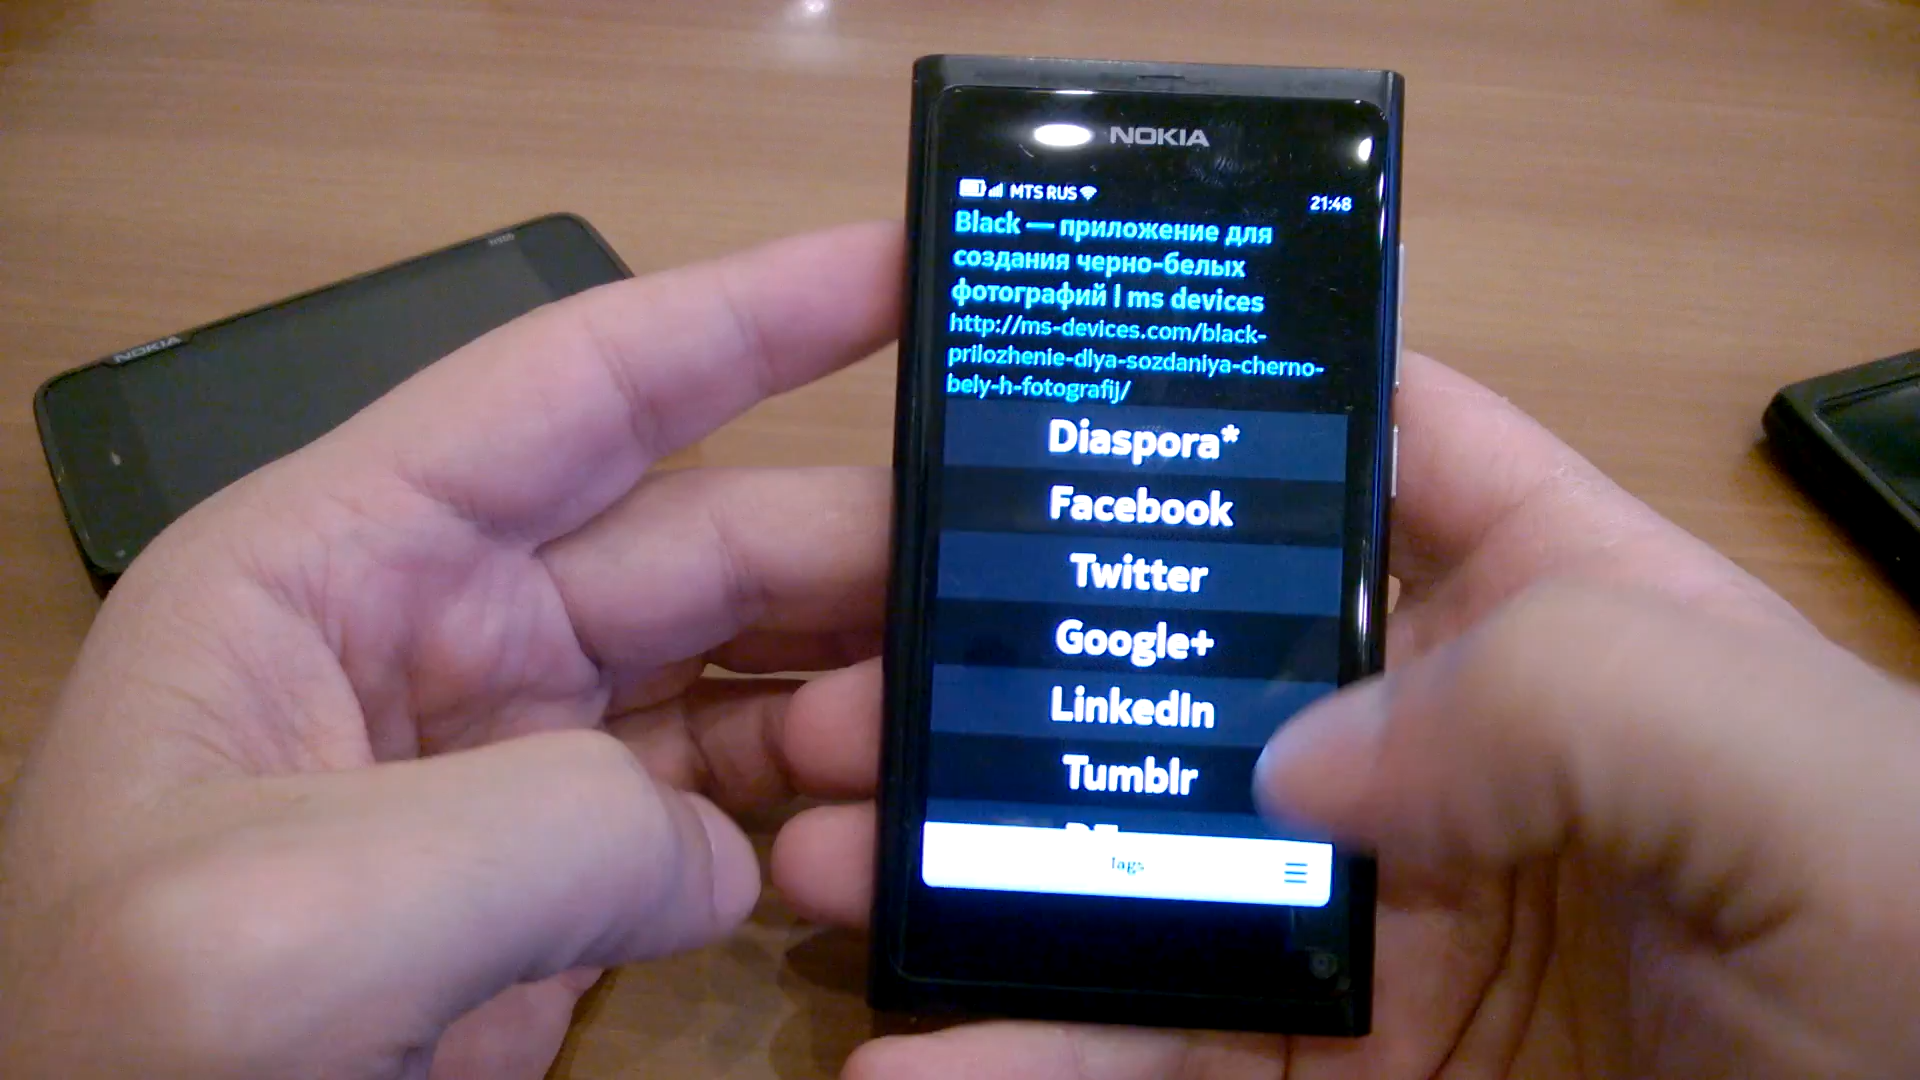 NOKIA
NOKIA
MTS RUS
21:48
Black — приложение для
создания черно-белых
фотографий | ms devices
http://ms-devices.com/black-
prilozhenie-dlya-sozdaniya-cherno-
bely-h-fotografij/
Diaspora*
Facebook
Twitter
Google+
LinkedIn
Tumblr
Tags